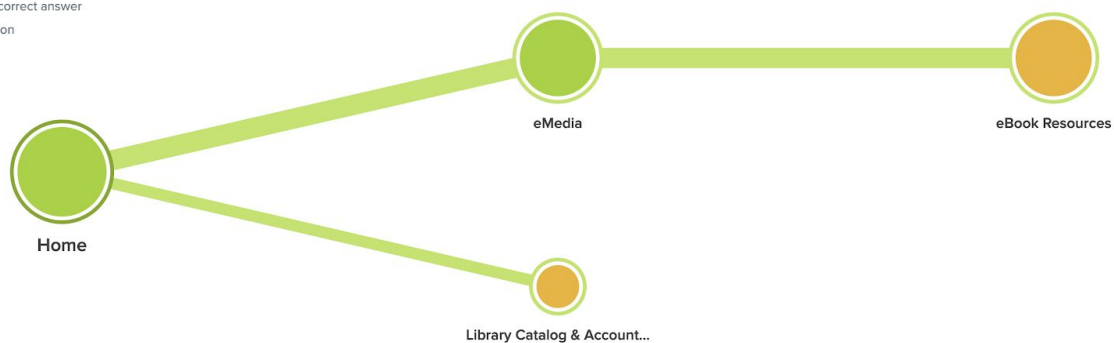 correct answer
on
eMedia
eBook Resources
Home
Library Catalog & Account...